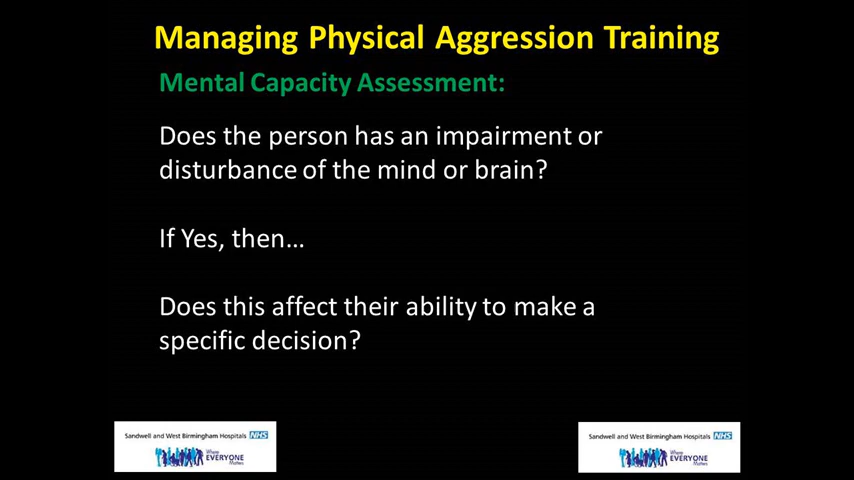 Managing Physical Aggression Training
Mental Capacity Assessment:
Does the person has an impairment or
disturbance of the mind or brain?
If Yes, then...
Does this affect their ability to make a
specific decision?
Sandwell and West Birmingham Hospitals NHS
Where
EVERYONE
Matters
Sandwell and West Birmingham Hospitals NHS
Where
EVERYONE
Matters